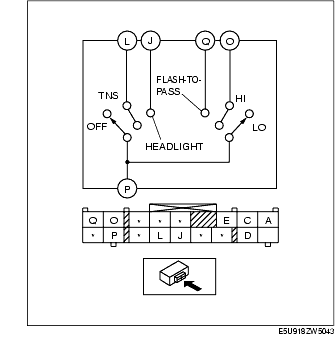 L J Q O
FLASH-TO-
PASS
TNS HI
OFF LO
HEADLIGHT
P
Q O * * * E C A
* P * L J * * D
E5U918ZW5043